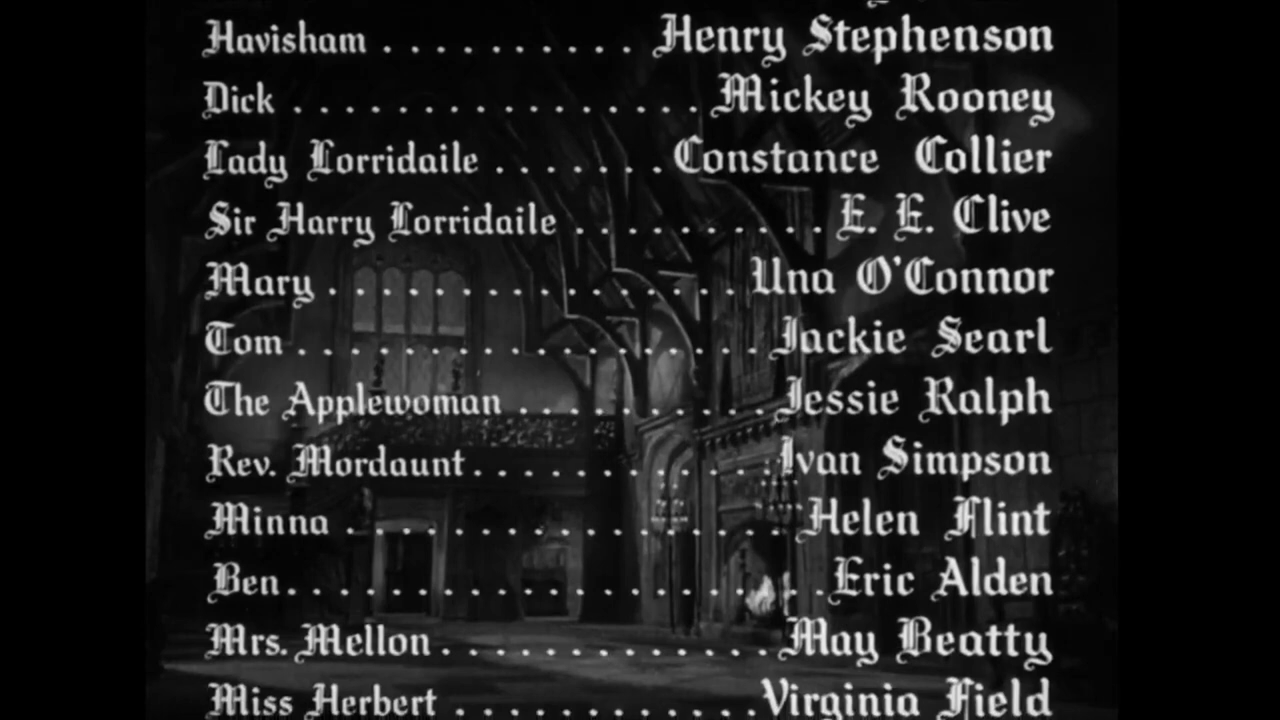 Havisham . . . . . . . . . . Henry Stephenson
Dick . . . . . . . . . . . . . . . . Mickey Rooney
Lady Lorridaile . . . . . . . Constance Collier
Sir Harry Lorridaile . . . . . . . . . . E. E. Clive
Mary . . . . . . . . . . . . . . . . Una O'Connor
Tom . . . . . . . . . . . . . . . . . . Jackie Searl
The Applewoman . . . . . . . . . . Jessie Ralph
Rev. Mordaunt . . . . . . . . . . . . Ivan Simpson
Minna . . . . . . . . . . . . . . . . . Helen Flint
Ben . . . . . . . . . . . . . . . . . . . . . Eric Alden
Mrs. Mellon . . . . . . . . . . . . . May Beatty
Miss Herbert . . . . . . . . . . . . Virginia Field